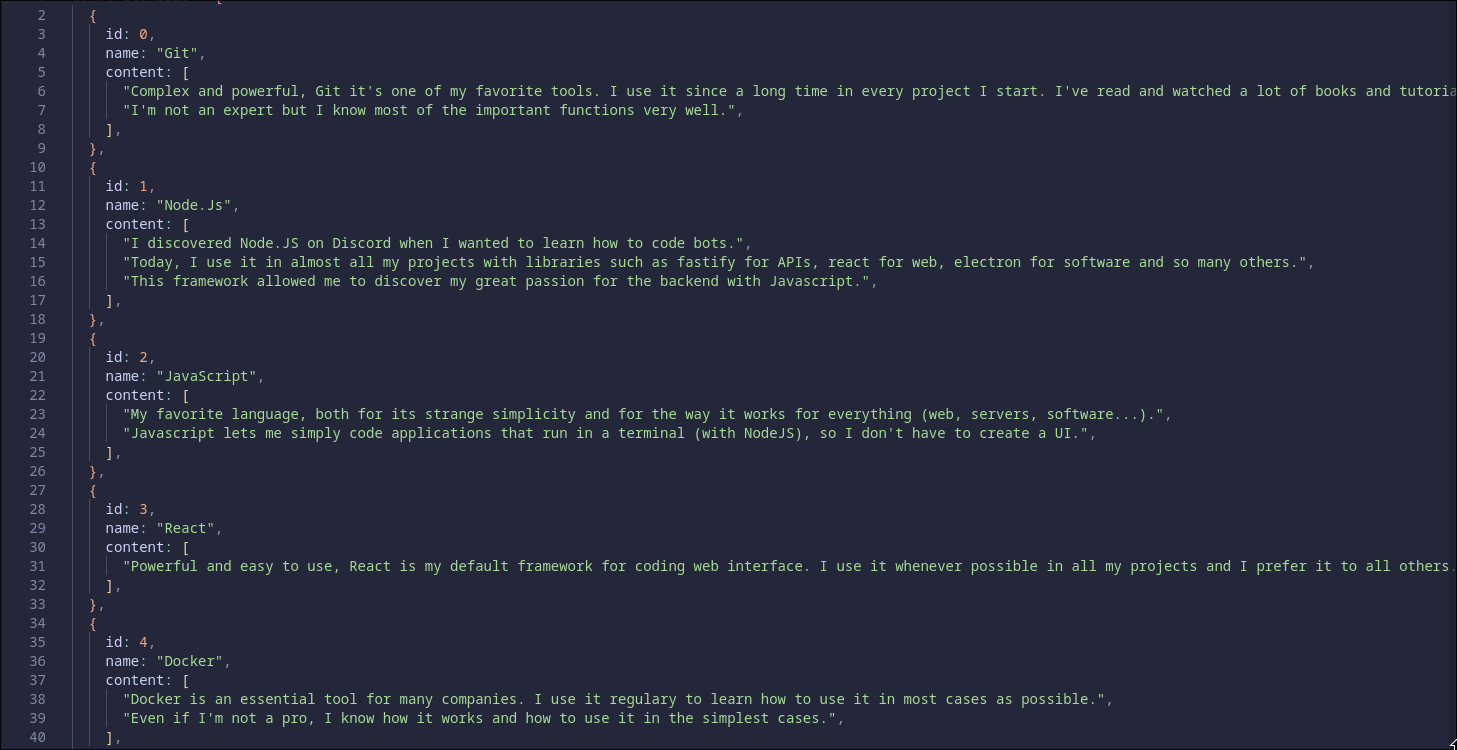 [
2 {
3 id: 0,
4 name: "Git",
5 content: [
6 "Complex and powerful, Git it's one of my favorite tools. I use it since a long time in every project I start. I've read and watched a lot of books and tutoria
7 "I'm not an expert but I know most of the important functions very well.",
8 ],
9 },
10 {
11 id: 1,
12 name: "Node.Js",
13 content: [
14 "I discovered Node.JS on Discord when I wanted to learn how to code bots.",
15 "Today, I use it in almost all my projects with libraries such as fastify for APIs, react for web, electron for software and so many others.",
16 "This framework allowed me to discover my great passion for the backend with Javascript.",
17 ],
18 },
19 {
20 id: 2,
21 name: "JavaScript",
22 content: [
23 "My favorite language, both for its strange simplicity and for the way it works for everything (web, servers, software...).",
24 "Javascript lets me simply code applications that run in a terminal (with NodeJS), so I don't have to create a UI.",
25 ],
26 },
27 {
28 id: 3,
29 name: "React",
30 content: [
31 "Powerful and easy to use, React is my default framework for coding web interface. I use it whenever possible in all my projects and I prefer it to all others.
32 ],
33 },
34 {
35 id: 4,
36 name: "Docker",
37 content: [
38 "Docker is an essential tool for many companies. I use it regulary to learn how to use it in most cases as possible.",
39 "Even if I'm not a pro, I know how it works and how to use it in the simplest cases.",
40 ],